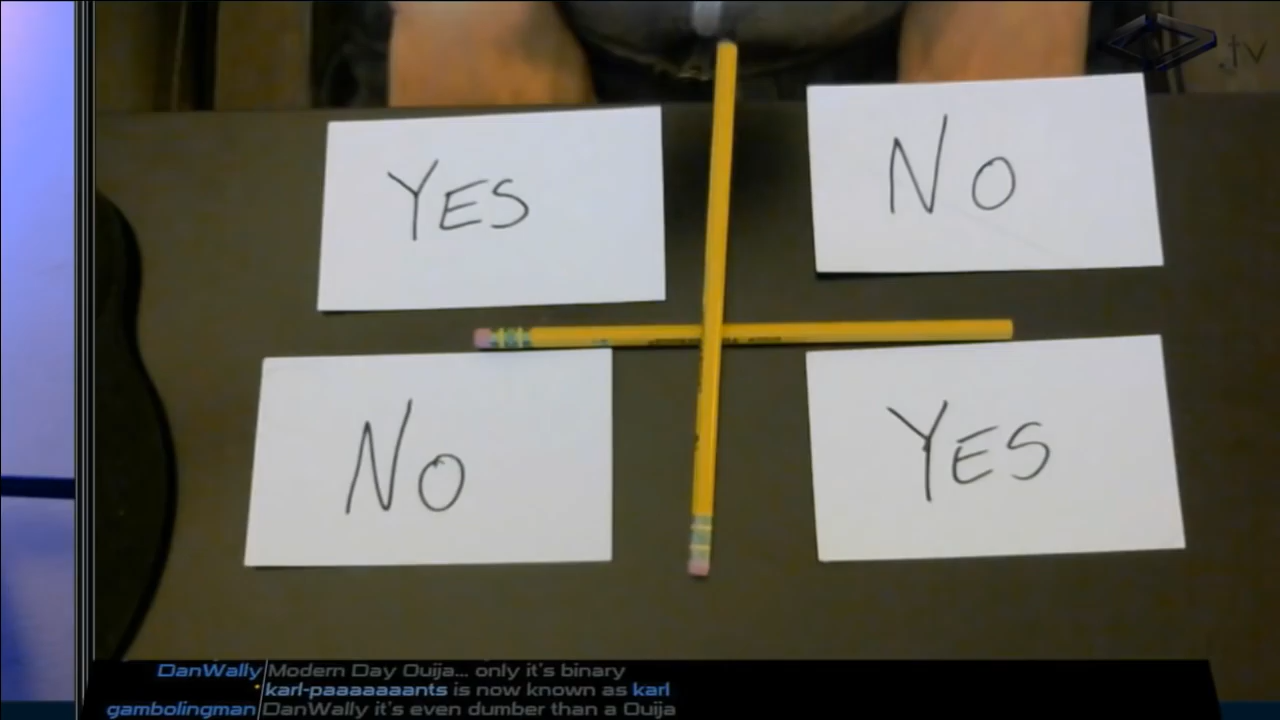 .tv
YES
NO
NO
YES
DanWally Modern Day Ouija... only it's binary
karl-paaaaaaants is now known as karl
gambolingman DanWally it's even dumber than a Ouija